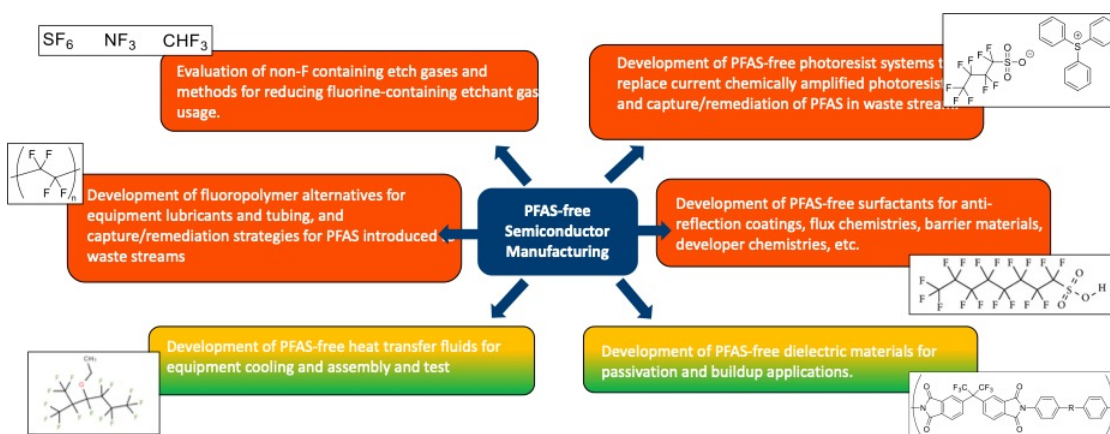 SF6 NF3 CHF3
Evaluation of non-F containing etch gases and
methods for reducing fluorine-containing etchant gas
usage.
Development of PFAS-free photoresist systems
replace current chemically amplified photoresist
and capture/remediation of PFAS in waste stream
F F
F F
n
S
F F F F F F F F F
O O O
S
Development of fluoropolymer alternatives for
equipment lubricants and tubing, and
capture/remediation strategies for PFAS introduced
waste streams
PFAS-free
Semiconductor
Manufacturing
Development of PFAS-free surfactants for anti-
reflection coatings, flux chemistries, barrier materials,
developer chemistries, etc.
F F F F F F F F
F F F F F F F F F
O O O H
S
Development of PFAS-free heat transfer fluids for
equipment cooling and assembly and test
CH3
O
Development of PFAS-free dielectric materials for
passivation and buildup applications.
F3C CF3
O O
N N R
O O